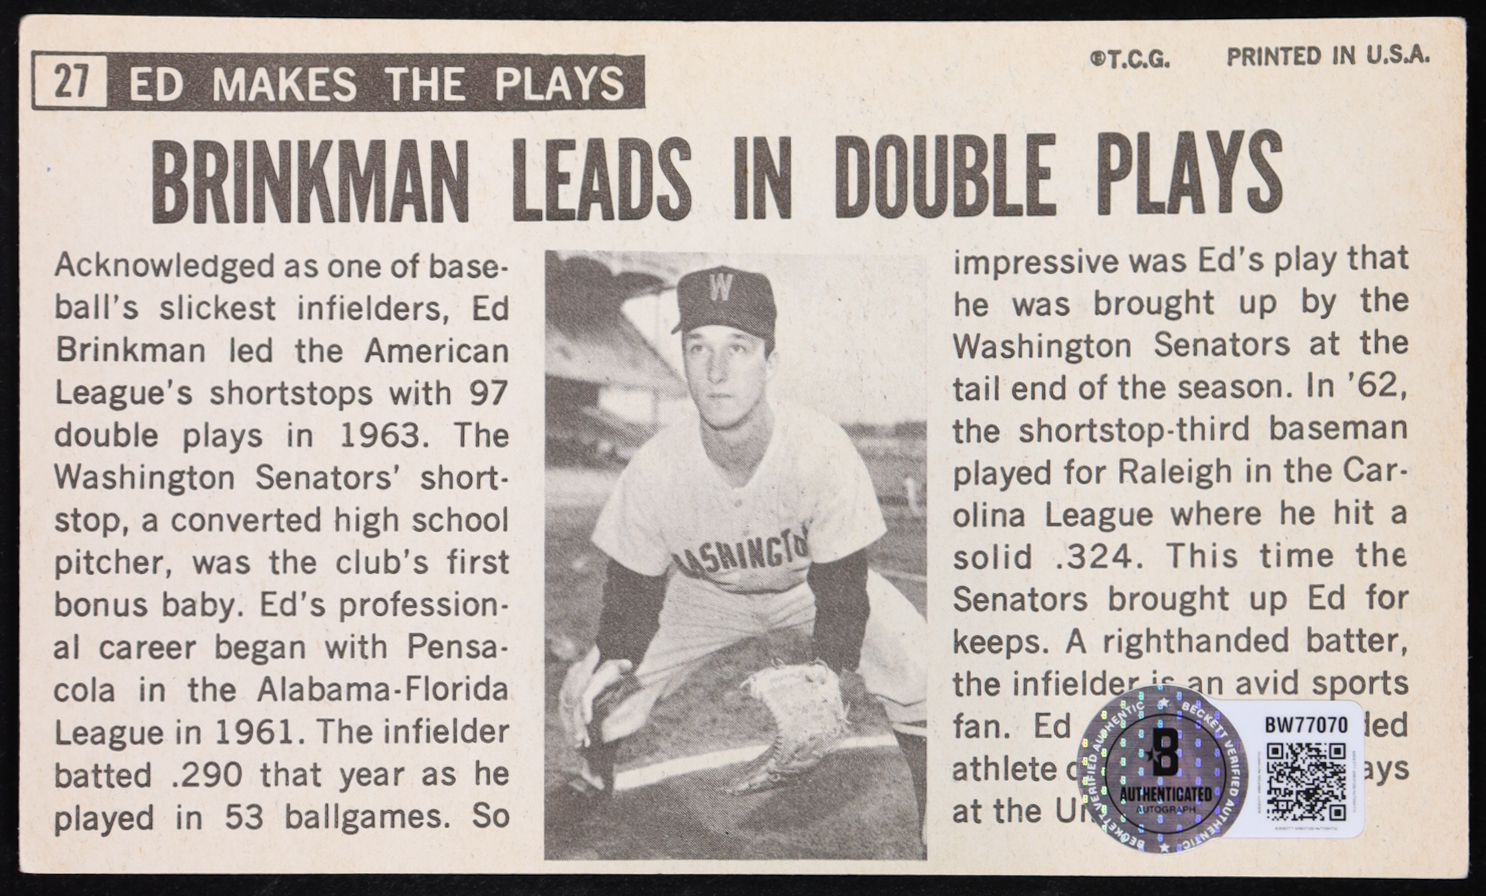 27 ED MAKES THE PLAYS
©T.C.G. PRINTED IN U.S.A.
BRINKMAN LEADS IN DOUBLE PLAYS
Acknowledged as one of base-
ball's slickest infielders, Ed
Brinkman led the American
League's shortstops with 97
double plays in 1963. The
Washington Senators' short-
stop, a converted high school
pitcher, was the club's first
bonus baby. Ed's profession-
al career began with Pensa-
cola in the Alabama-Florida
League in 1961. The infielder
batted .290 that year as he
played in 53 ballgames. So
W
WASHINGTO
impressive was Ed's play that
he was brought up by the
Washington Senators at the
tail end of the season. In '62,
the shortstop-third baseman
played for Raleigh in the Car-
olina League where he hit a
solid .324. This time the
Senators brought up Ed for
keeps. A righthanded batter,
the infielder is an avid sports
fan. Ed
athlete
at the
BECKETT VERIFIED AUTHENTIC ★ BECKETT VERIFIED AUTHENTIC ★
B
AUTHENTICATED
AUTOGRAPH
BW77070